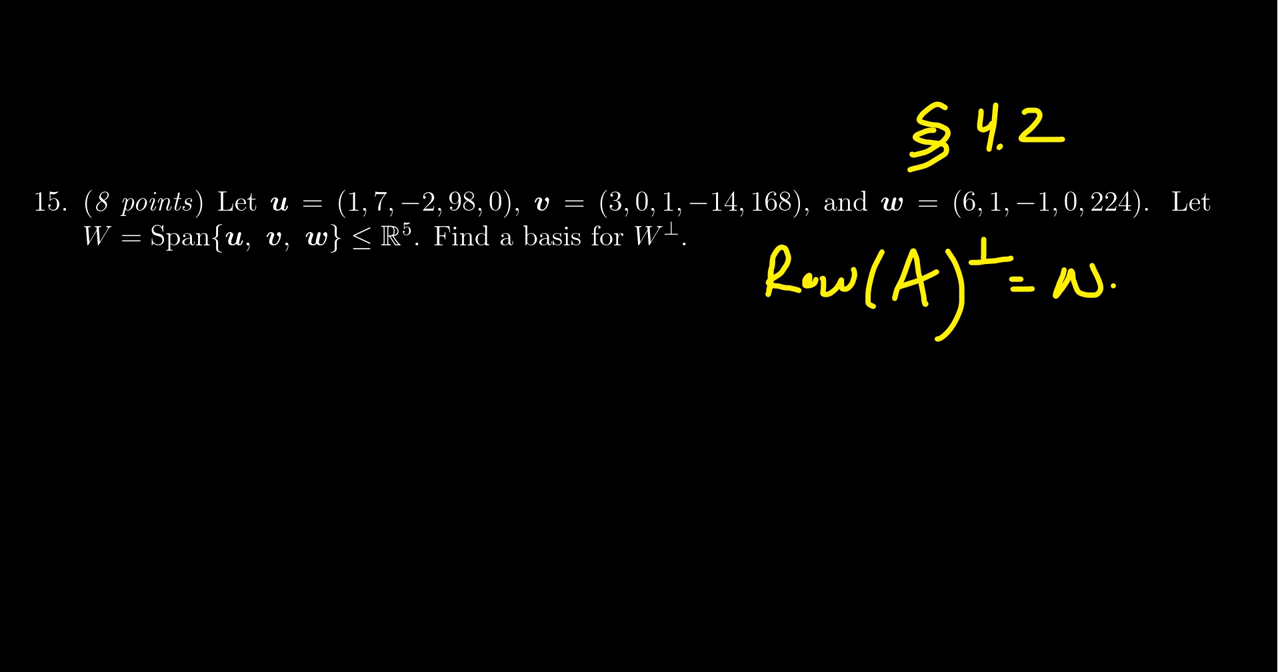 § 4.2
15. (8 points) Let u = (1, 7, −2, 98, 0), v = (3, 0, 1, −14, 168), and w = (6, 1, −1, 0, 224). Let
W = Span{u, v, w} ≤ ℝ⁵. Find a basis for W⊥.
Row(A)⊥ = N